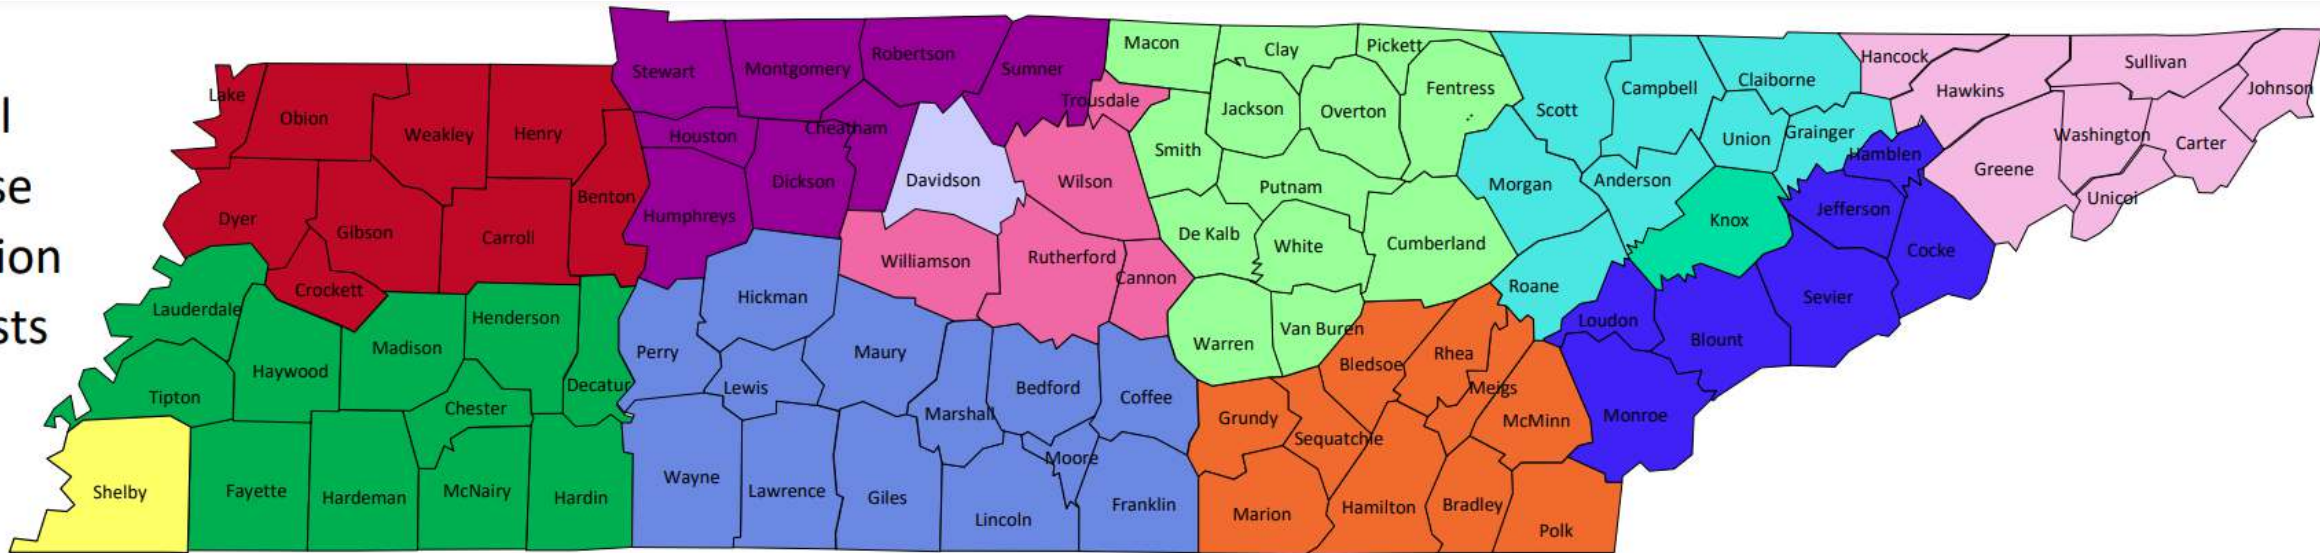 l
se
ion
sts
Lake
Obion
Weakley
Henry
Benton
Dyer
Gibson
Carroll
Crockett
Lauderdale
Tipton
Haywood
Madison
Henderson
Chester
Decatur
Shelby
Fayette
Hardeman
McNairy
Hardin
Stewart
Montgomery
Robertson
Sumner
Houston
Cheatham
Humphreys
Dickson
Davidson
Trousdale
Wilson
Williamson
Rutherford
Cannon
Hickman
Perry
Lewis
Maury
Marshall
Bedford
Coffee
Wayne
Lawrence
Giles
Lincoln
Moore
Franklin
Macon
Clay
Pickett
Jackson
Overton
Fentress
Smith
Putnam
De Kalb
White
Cumberland
Warren
Van Buren
Bledsoe
Rhea
Meigs
McMinn
Grundy
Sequatchie
Marion
Hamilton
Bradley
Polk
Scott
Campbell
Claiborne
Union
Grainger
Morgan
Anderson
Roane
Knox
Hamblen
Jefferson
Cocke
Sevier
Loudon
Blount
Monroe
Hancock
Hawkins
Sullivan
Johnson
Washington
Carter
Greene
Unicoi